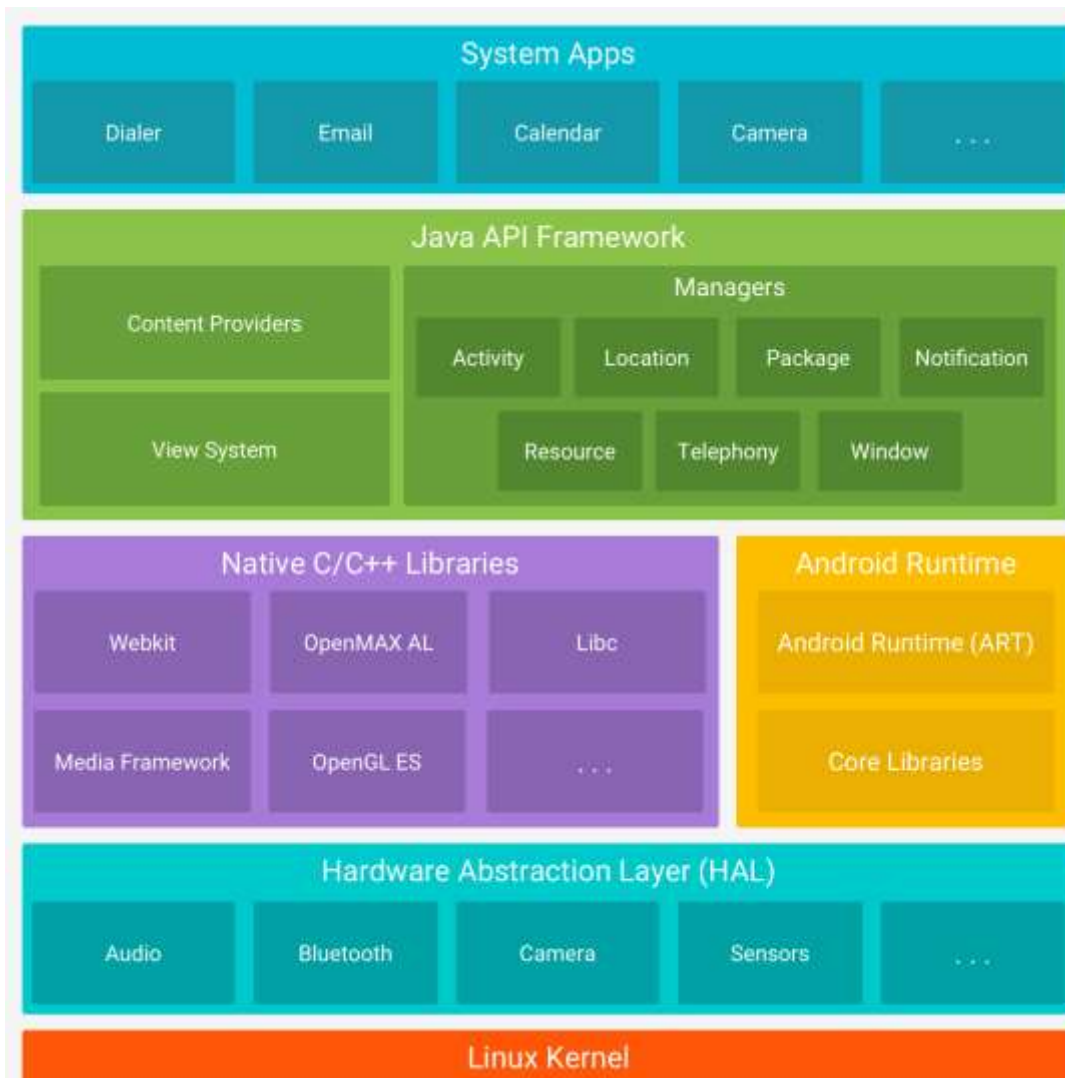 System Apps
Dialer Email Calendar Camera . . .
Java API Framework
Managers
Content Providers
Activity Location Package Notification
View System
Resource Telephony Window
Native C/C++ Libraries
Android Runtime
Webkit OpenMAX AL Libc
Android Runtime (ART)
Media Framework OpenGL ES . . .
Core Libraries
Hardware Abstraction Layer (HAL)
Audio Bluetooth Camera Sensors . . .
Linux Kernel